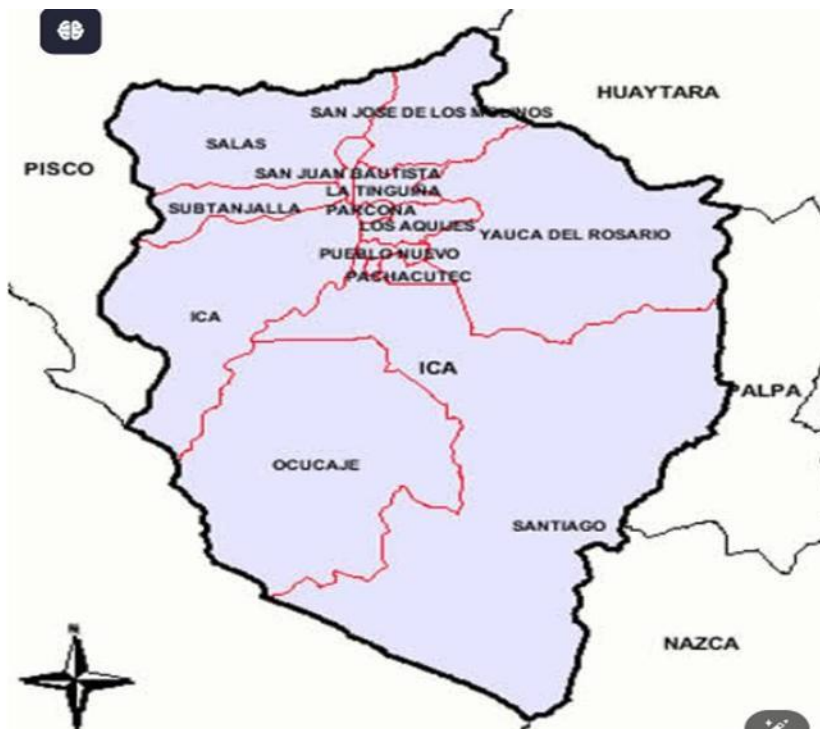 HUAYTARA
SAN JOSE DE LOS MOLINOS
SALAS
PISCO
SAN JUAN BAUTISTA
LA TINGUIÑA
SUBTANJALLA
PARCONA
LOS AQUIJES
YAUCA DEL ROSARIO
PUEBLO NUEVO
PACHACUTEC
ICA
ICA
PALPA
OCUCAJE
SANTIAGO
N
NAZCA